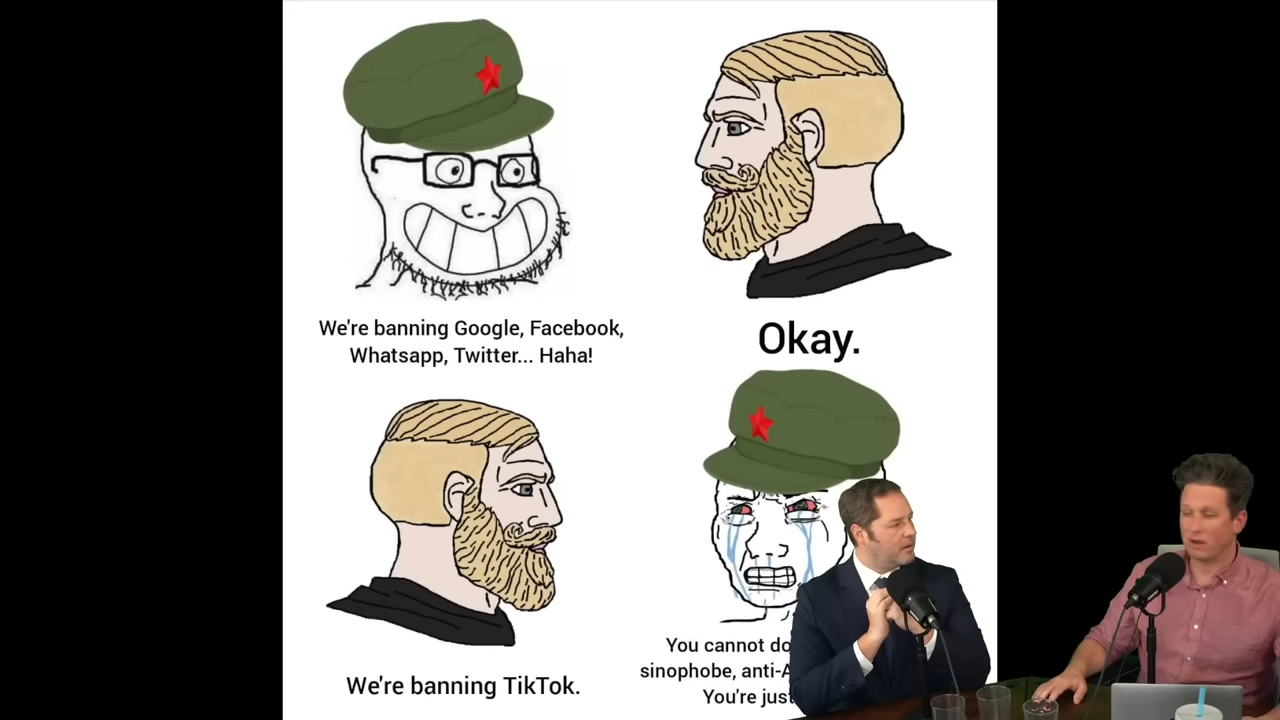 We're banning Google, Facebook,
Whatsapp, Twitter... Haha!
Okay.
We're banning TikTok.
You cannot do
sinophobe,
You're just